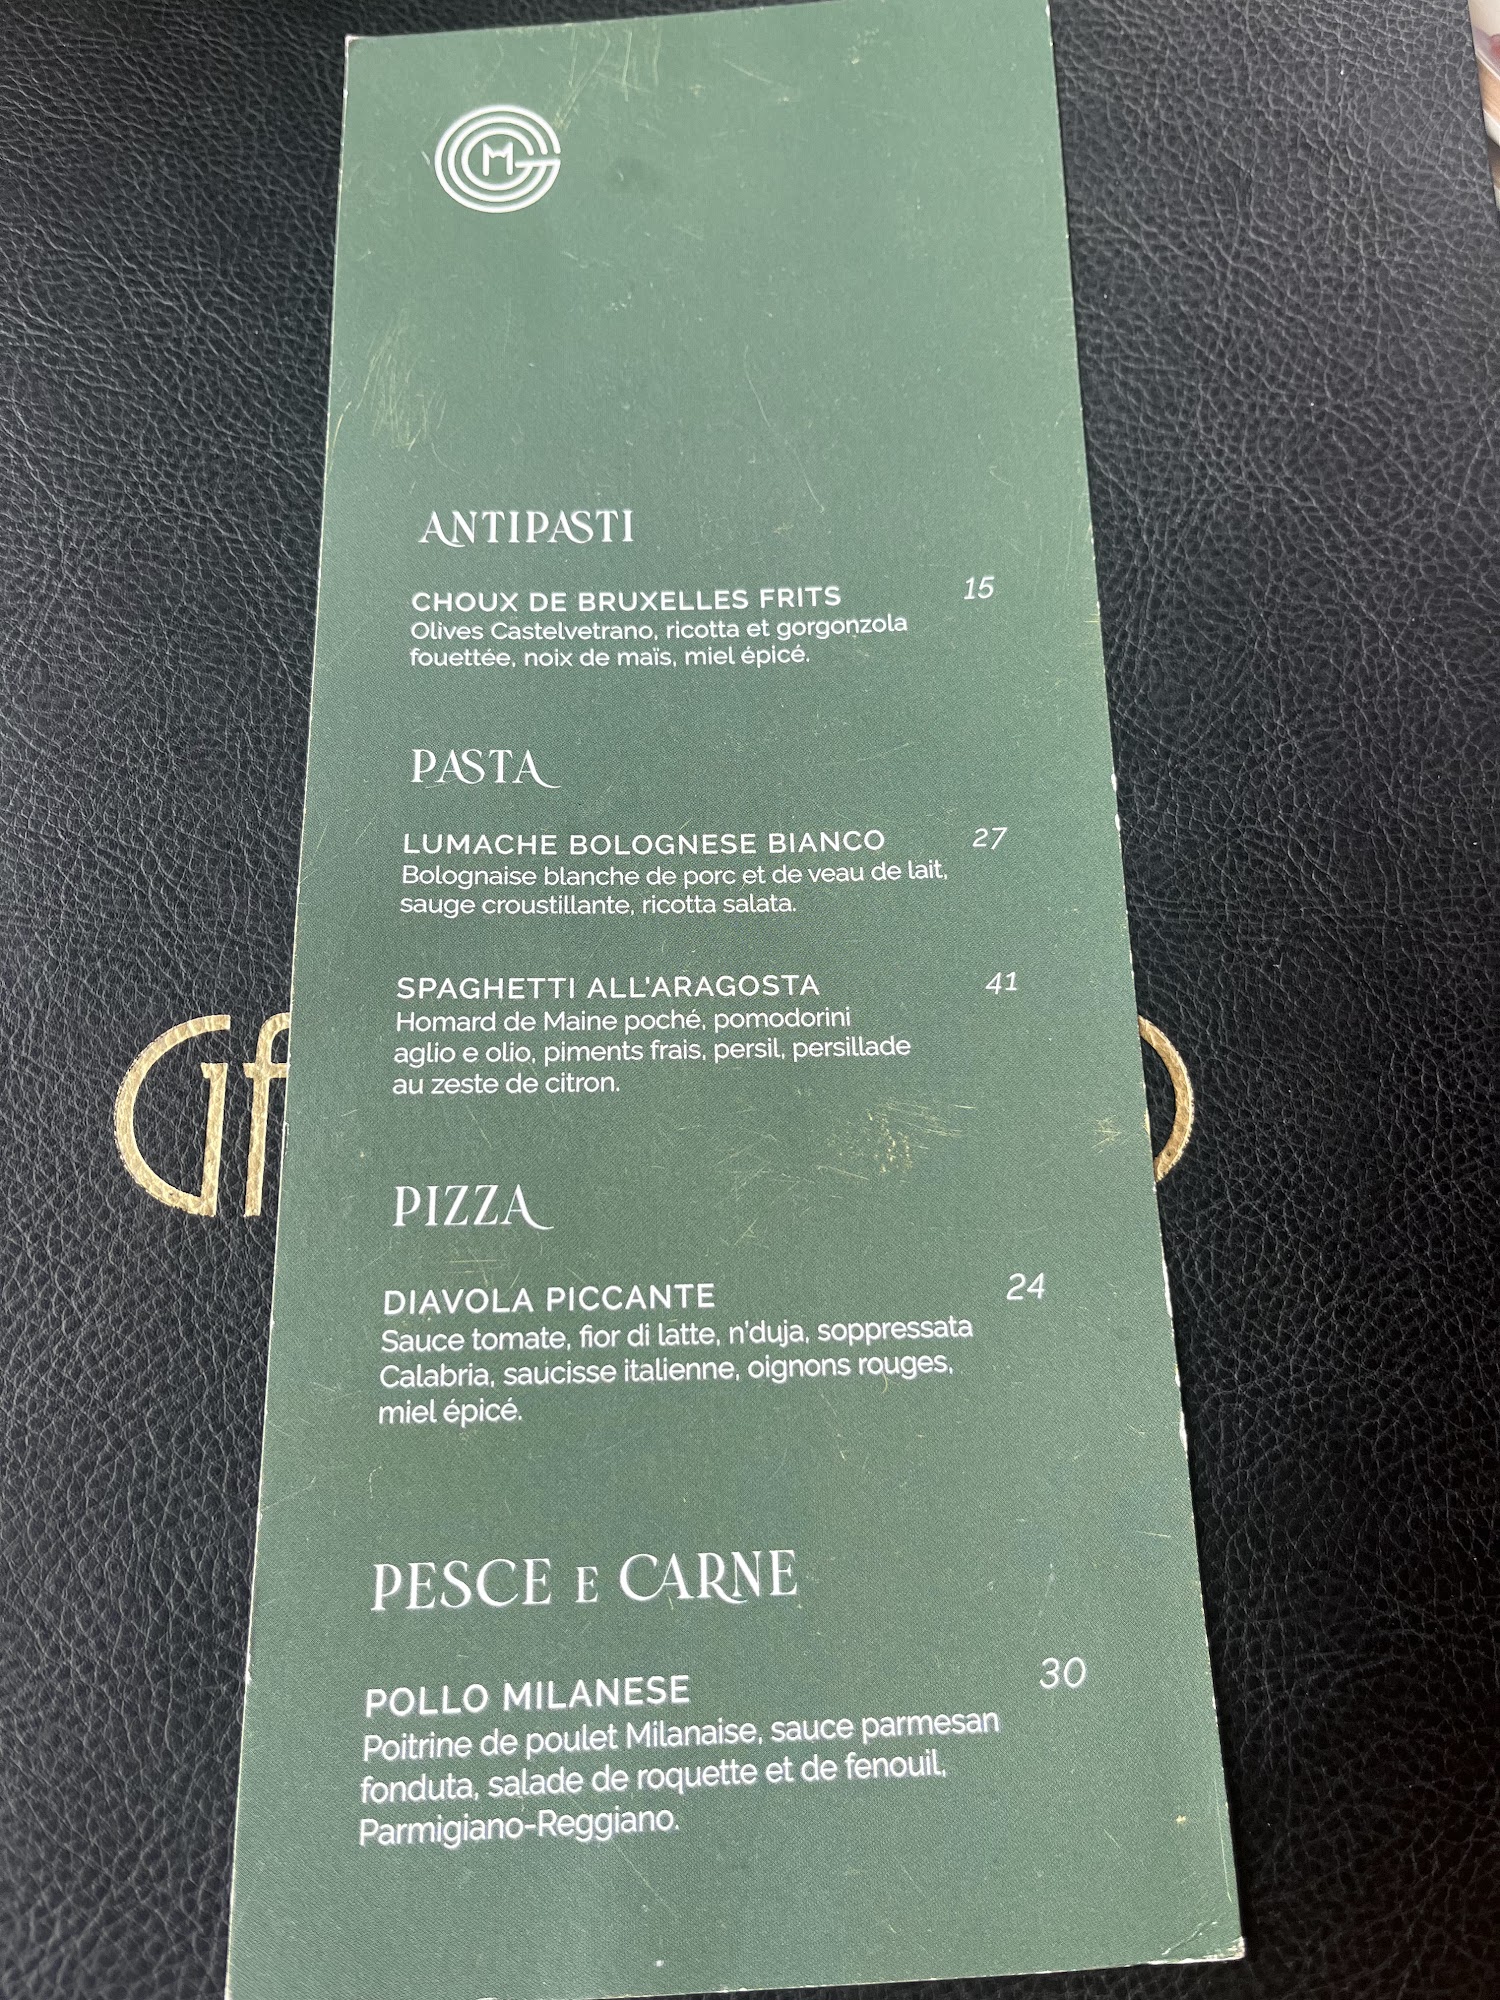 M G
ANTIPASTI
CHOUX DE BRUXELLES FRITS 15
Olives Castelvetrano, ricotta et gorgonzola
fouettée, noix de maïs, miel épicé.
PASTA
LUMACHE BOLOGNESE BIANCO 27
Bolognaise blanche de porc et de veau de lait,
sauge croustillante, ricotta salata.
SPAGHETTI ALL'ARAGOSTA 41
Homard de Maine poché, pomodorini
aglio e olio, piments frais, persil, persillade
au zeste de citron.
PIZZA
DIAVOLA PICCANTE 24
Sauce tomate, fior di latte, n'duja, soppressata
Calabria, saucisse italienne, oignons rouges,
miel épicé.
PESCE E CARNE
POLLO MILANESE 30
Poitrine de poulet Milanaise, sauce parmesan
fonduta, salade de roquette et de fenouil,
Parmigiano-Reggiano.